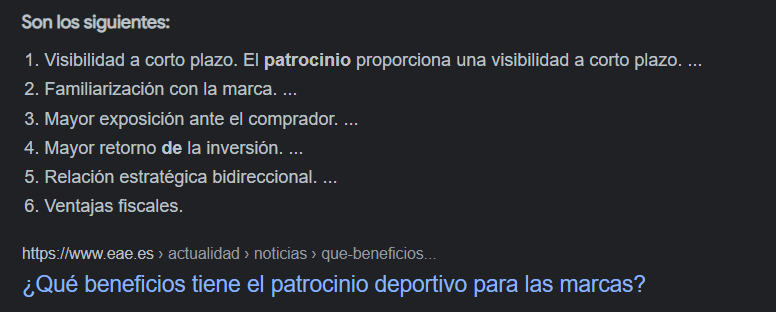 Son los siguientes:
1. Visibilidad a corto plazo. El patrocinio proporciona una visibilidad a corto plazo. ...
2. Familiarización con la marca. ...
3. Mayor exposición ante el comprador. ...
4. Mayor retorno de la inversión. ...
5. Relación estratégica bidireccional. ...
6. Ventajas fiscales.
https://www.eae.es › actualidad › noticias › que-beneficios...
¿Qué beneficios tiene el patrocinio deportivo para las marcas?